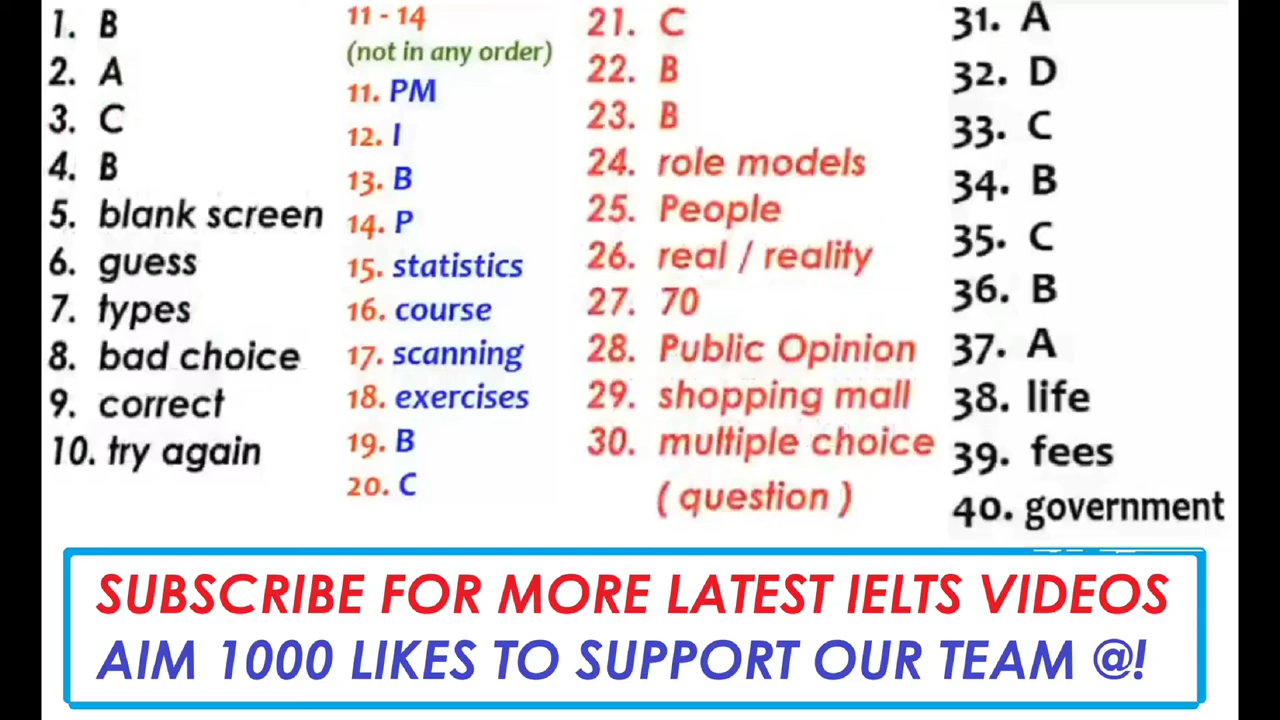 1. B
2. A
3. C
4. B
5. blank screen
6. guess
7. types
8. bad choice
9. correct
10. try again
11 - 14
(not in any order)
11. PM
12. I
13. B
14. P
15. statistics
16. course
17. scanning
18. exercises
19. B
20. C
21. C
22. B
23. B
24. role models
25. People
26. real / reality
27. 70
28. Public Opinion
29. shopping mall
30. multiple choice
( question )
31. A
32. D
33. C
34. B
35. C
36. B
37. A
38. life
39. fees
40. government
SUBSCRIBE FOR MORE LATEST IELTS VIDEOS
AIM 1000 LIKES TO SUPPORT OUR TEAM @!